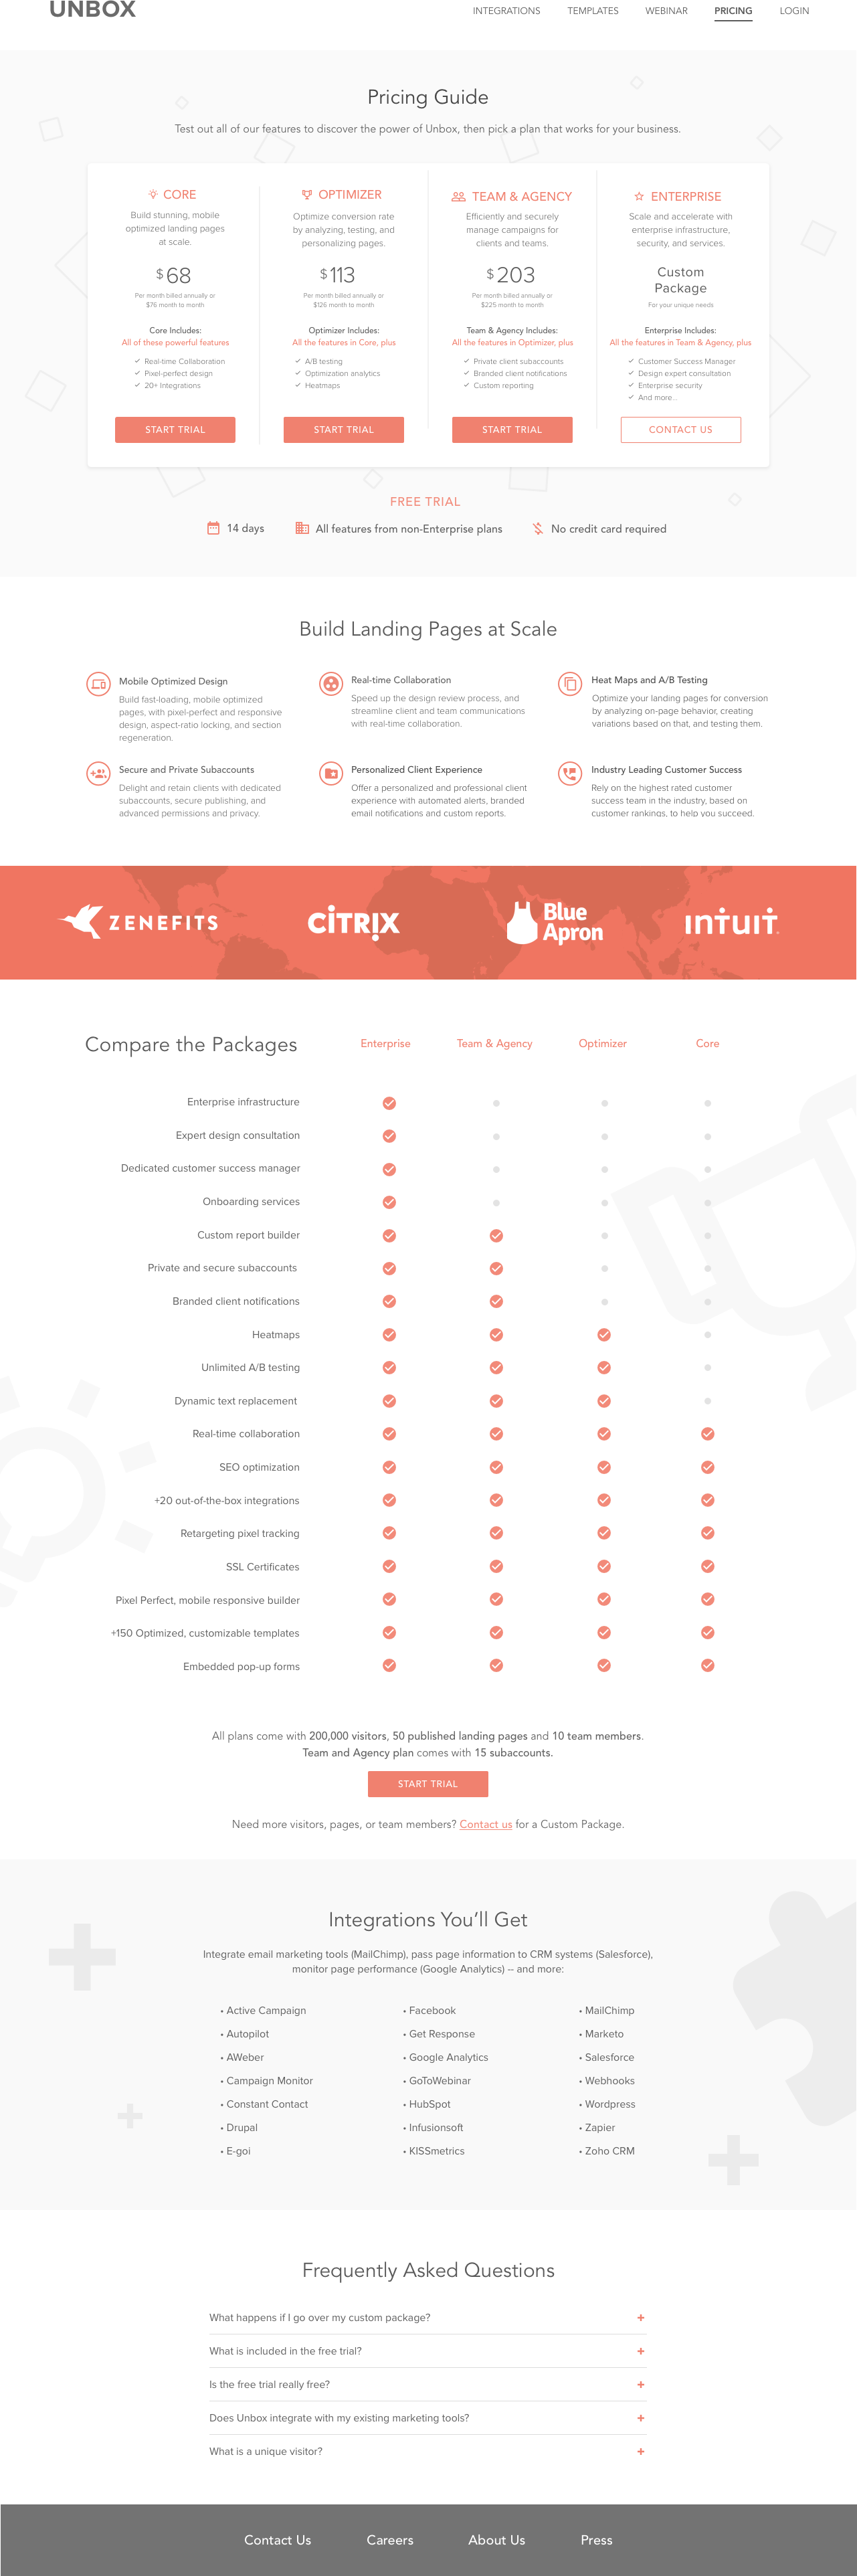 UNBOX
INTEGRATIONS TEMPLATES WEBINAR PRICING LOGIN
Pricing Guide
Test out all of our features to discover the power of Unbox, then pick a plan that works for your business.
CORE
Build stunning, mobile
optimized landing pages
at scale.
$68
Per month billed annually or
$76 month to month
Core Includes:
All of these powerful features
Real-time Collaboration
Pixel-perfect design
20+ Integrations
START TRIAL
OPTIMIZER
Optimize conversion rate
by analyzing, testing, and
personalizing pages.
$113
Per month billed annually or
$126 month to month
Optimizer Includes:
All the features in Core, plus
A/B testing
Optimization analytics
Heatmaps
START TRIAL
TEAM & AGENCY
Efficiently and securely
manage campaigns for
clients and teams.
$203
Per month billed annually or
$225 month to month
Team & Agency Includes:
All the features in Optimizer, plus
Private client subaccounts
Branded client notifications
Custom reporting
START TRIAL
ENTERPRISE
Scale and accelerate with
enterprise infrastructure,
security, and services.
Custom
Package
For your unique needs
Enterprise Includes:
All the features in Team & Agency, plus
Customer Success Manager
Design expert consultation
Enterprise security
And more...
CONTACT US
FREE TRIAL
14 days All features from non-Enterprise plans No credit card required
Build Landing Pages at Scale
Mobile Optimized Design
Build fast-loading, mobile optimized
pages, with pixel-perfect and responsive
design, aspect-ratio locking, and section
regeneration.
Real-time Collaboration
Speed up the design review process, and
streamline client and team communications
with real-time collaboration.
Heat Maps and A/B Testing
Optimize your landing pages for conversion
by analyzing on-page behavior, creating
variations based on that, and testing them.
Secure and Private Subaccounts
Delight and retain clients with dedicated
subaccounts, secure publishing, and
advanced permissions and privacy.
Personalized Client Experience
Offer a personalized and professional client
experience with automated alerts, branded
email notifications and custom reports.
Industry Leading Customer Success
Rely on the highest rated customer
success team in the industry, based on
customer rankings, to help you succeed.
ZENEFITS
CİTRIX
Blue
Apron
intuit
Compare the Packages Enterprise Team & Agency Optimizer Core
Enterprise infrastructure
Expert design consultation
Dedicated customer success manager
Onboarding services
Custom report builder
Private and secure subaccounts
Branded client notifications
Heatmaps
Unlimited A/B testing
Dynamic text replacement
Real-time collaboration
SEO optimization
+20 out-of-the-box integrations
Retargeting pixel tracking
SSL Certificates
Pixel Perfect, mobile responsive builder
+150 Optimized, customizable templates
Embedded pop-up forms
All plans come with 200,000 visitors, 50 published landing pages and 10 team members.
Team and Agency plan comes with 15 subaccounts.
START TRIAL
Need more visitors, pages, or team members? Contact us for a Custom Package.
Integrations You'll Get
Integrate email marketing tools (MailChimp), pass page information to CRM systems (Salesforce),
monitor page performance (Google Analytics) -- and more:
• Active Campaign
• Autopilot
• AWeber
• Campaign Monitor
• Constant Contact
• Drupal
• E-goi
• Facebook
• Get Response
• Google Analytics
• GoToWebinar
• HubSpot
• Infusionsoft
• KISSmetrics
• MailChimp
• Marketo
• Salesforce
• Webhooks
• Wordpress
• Zapier
• Zoho CRM
Frequently Asked Questions
What happens if I go over my custom package? +
What is included in the free trial? +
Is the free trial really free? +
Does Unbox integrate with my existing marketing tools? +
What is a unique visitor? +
Contact Us Careers About Us Press